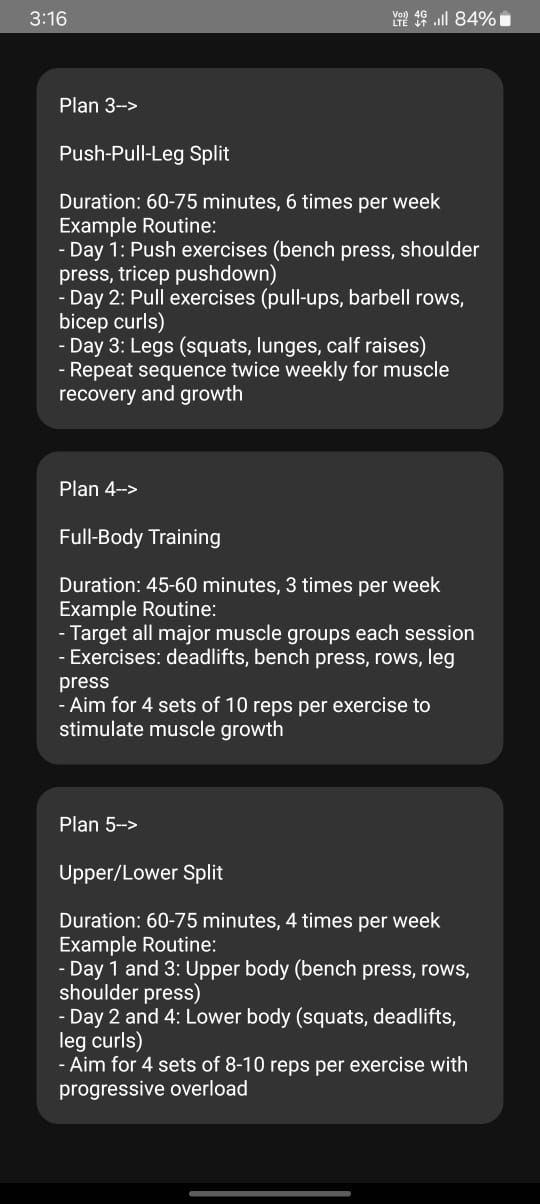 3:16
Vo)) 4G 84%
LTE
Plan 3-->
Push-Pull-Leg Split
Duration: 60-75 minutes, 6 times per week
Example Routine:
- Day 1: Push exercises (bench press, shoulder
press, tricep pushdown)
- Day 2: Pull exercises (pull-ups, barbell rows,
bicep curls)
- Day 3: Legs (squats, lunges, calf raises)
- Repeat sequence twice weekly for muscle
recovery and growth
Plan 4-->
Full-Body Training
Duration: 45-60 minutes, 3 times per week
Example Routine:
- Target all major muscle groups each session
- Exercises: deadlifts, bench press, rows, leg
press
- Aim for 4 sets of 10 reps per exercise to
stimulate muscle growth
Plan 5-->
Upper/Lower Split
Duration: 60-75 minutes, 4 times per week
Example Routine:
- Day 1 and 3: Upper body (bench press, rows,
shoulder press)
- Day 2 and 4: Lower body (squats, deadlifts,
leg curls)
- Aim for 4 sets of 8-10 reps per exercise with
progressive overload